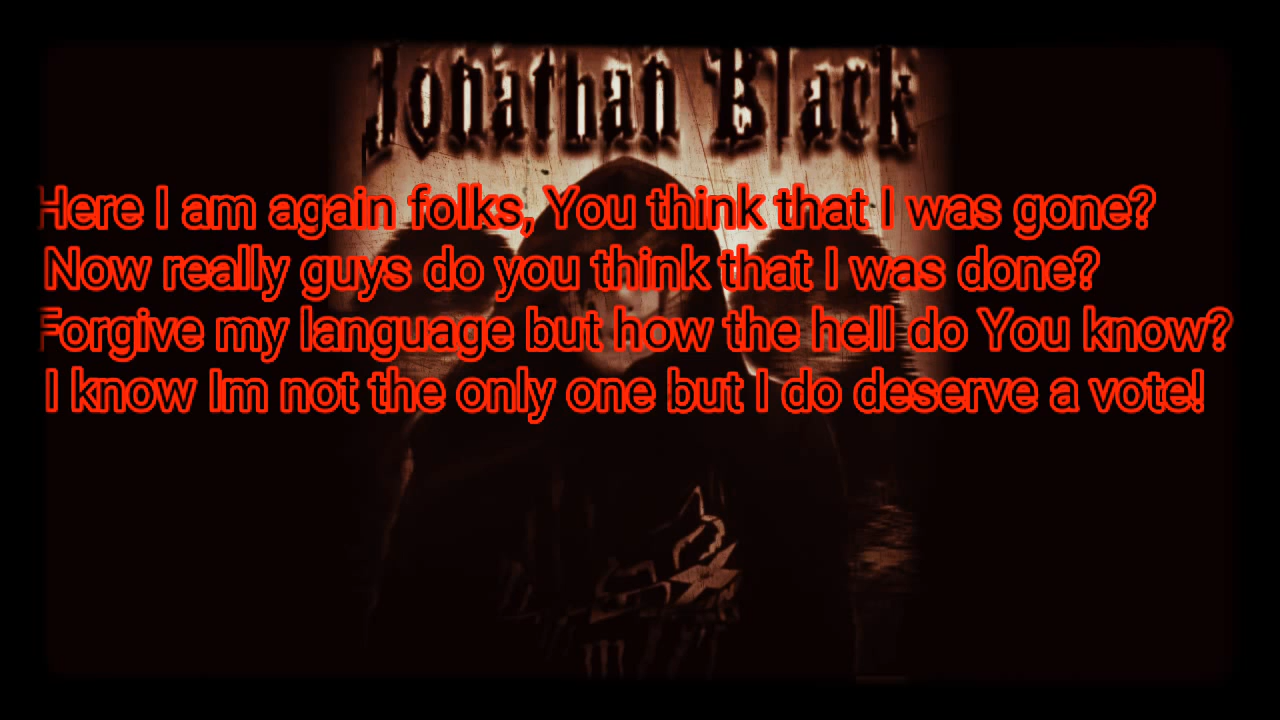 Jonathan Black
Here I am again folks, You think that I was gone?
Now really guys do you think that I was done?
Forgive my language but how the hell do You know?
I know Im not the only one but I do deserve a vote!